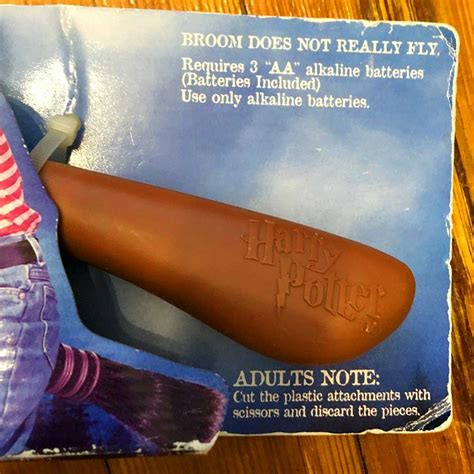 BROOM DOES NOT REALLY FLY.
Requires 3 "AA" alkaline batteries
(Batteries Included)
Use only alkaline batteries.
Harry
Potter
ADULTS NOTE:
Cut the plastic attachments with
scissors and discard the pieces.